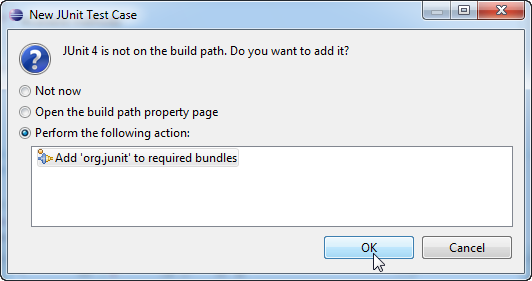 New JUnit Test Case
JUnit 4 is not on the build path. Do you want to add it?
Not now
Open the build path property page
Perform the following action:
Add 'org.junit' to required bundles
OK
Cancel